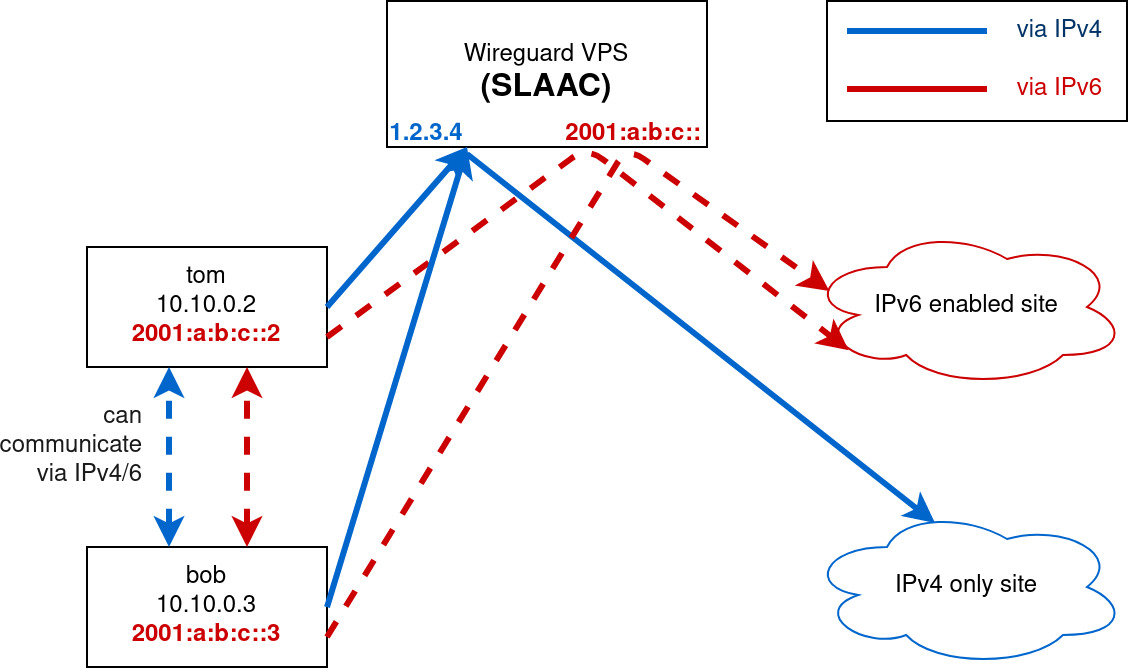 Wireguard VPS
(SLAAC)
1.2.3.4
2001:a:b:c::
via IPv4
via IPv6
tom
10.10.0.2
2001:a:b:c::2
IPv6 enabled site
can
communicate
via IPv4/6
bob
10.10.0.3
2001:a:b:c::3
IPv4 only site